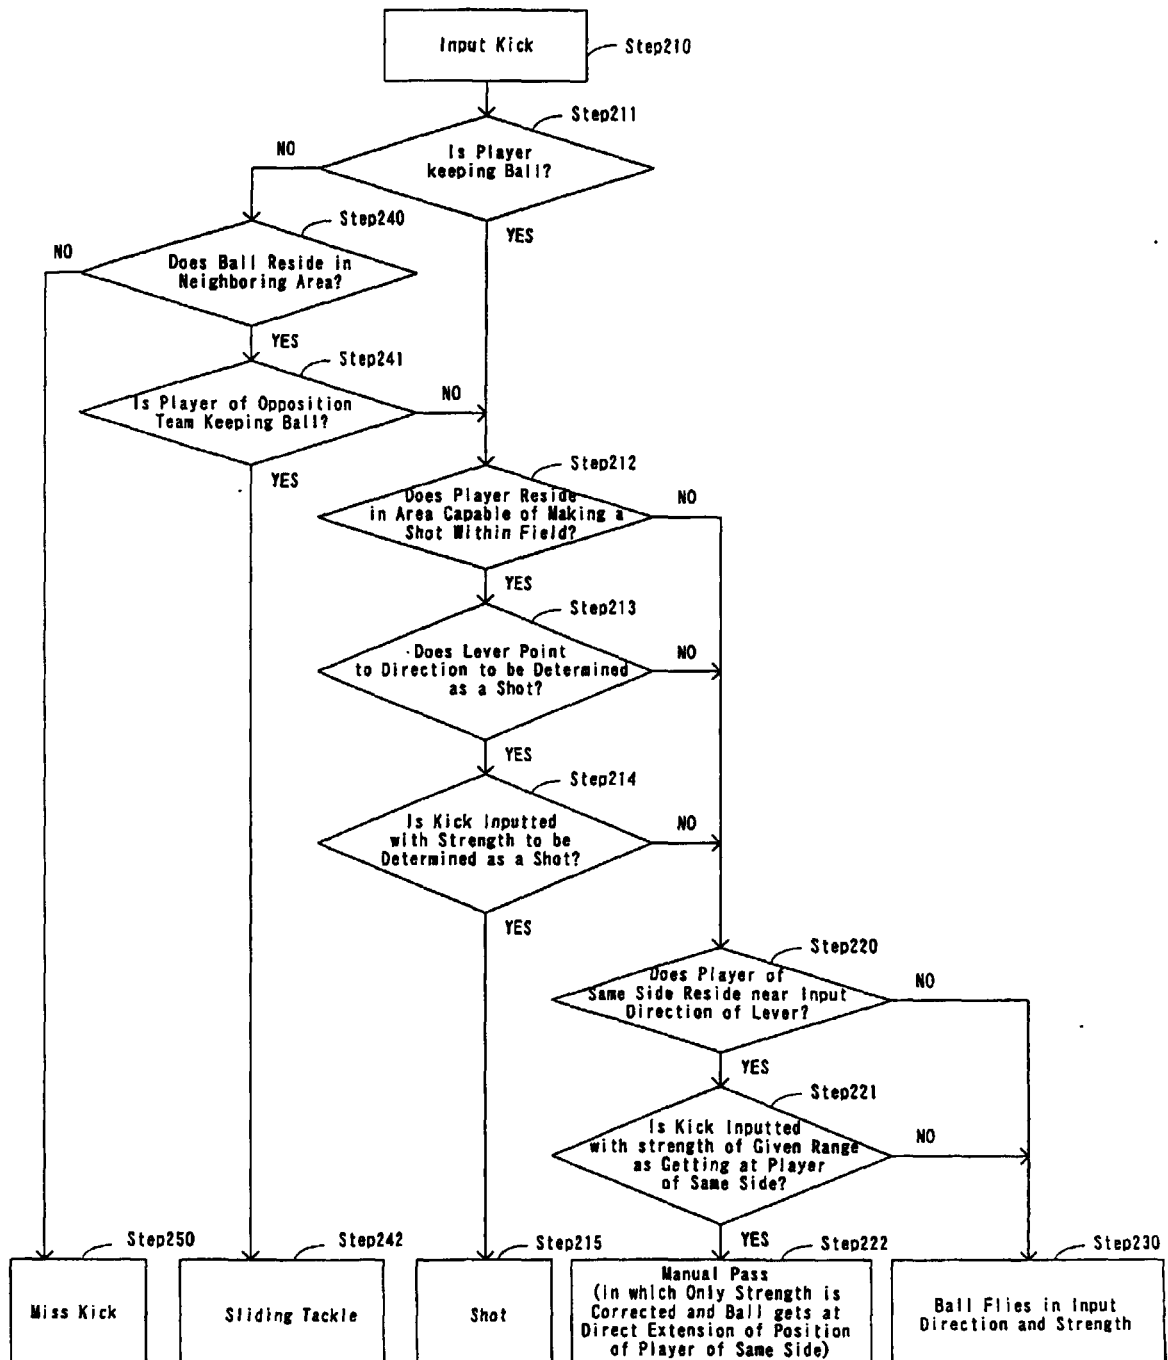 Input Kick
Step210
Step211
NO
Is Player
keeping Ball?
YES
Step240
NO
Does Ball Reside in
Neighboring Area?
YES
Step241
Is Player of Opposition
Team Keeping Ball?
NO
YES
Step212
Does Player Reside
in Area Capable of Making a
Shot Within Field?
NO
YES
Step213
Does Lever Point
to Direction to be Determined
as a Shot?
NO
YES
Step214
Is Kick Inputted
with Strength to be
Determined as a Shot?
NO
YES
Step220
Does Player of
Same Side Reside near Input
Direction of Lever?
NO
YES
Step221
Is Kick Inputted
with strength of Given Range
as Getting at Player
of Same Side?
NO
YES
Step250
Miss Kick
Step242
Sliding Tackle
Step215
Shot
Step222
Manual Pass
(in which Only Strength is
Corrected and Ball gets at
Direct Extension of Position
of Player of Same Side)
Step230
Ball Flies in Input
Direction and Strength